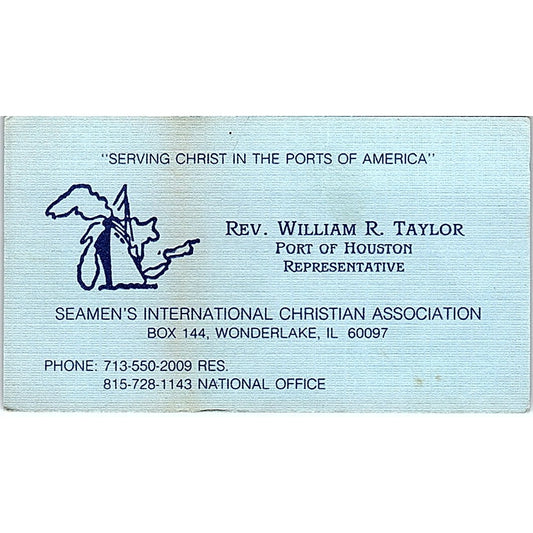 "SERVING CHRIST IN THE PORTS OF AMERICA"
REV. WILLIAM R. TAYLOR
PORT OF HOUSTON
REPRESENTATIVE
SEAMEN'S INTERNATIONAL CHRISTIAN ASSOCIATION
BOX 144, WONDERLAKE, IL 60097
PHONE: 713-550-2009 RES.
815-728-1143 NATIONAL OFFICE